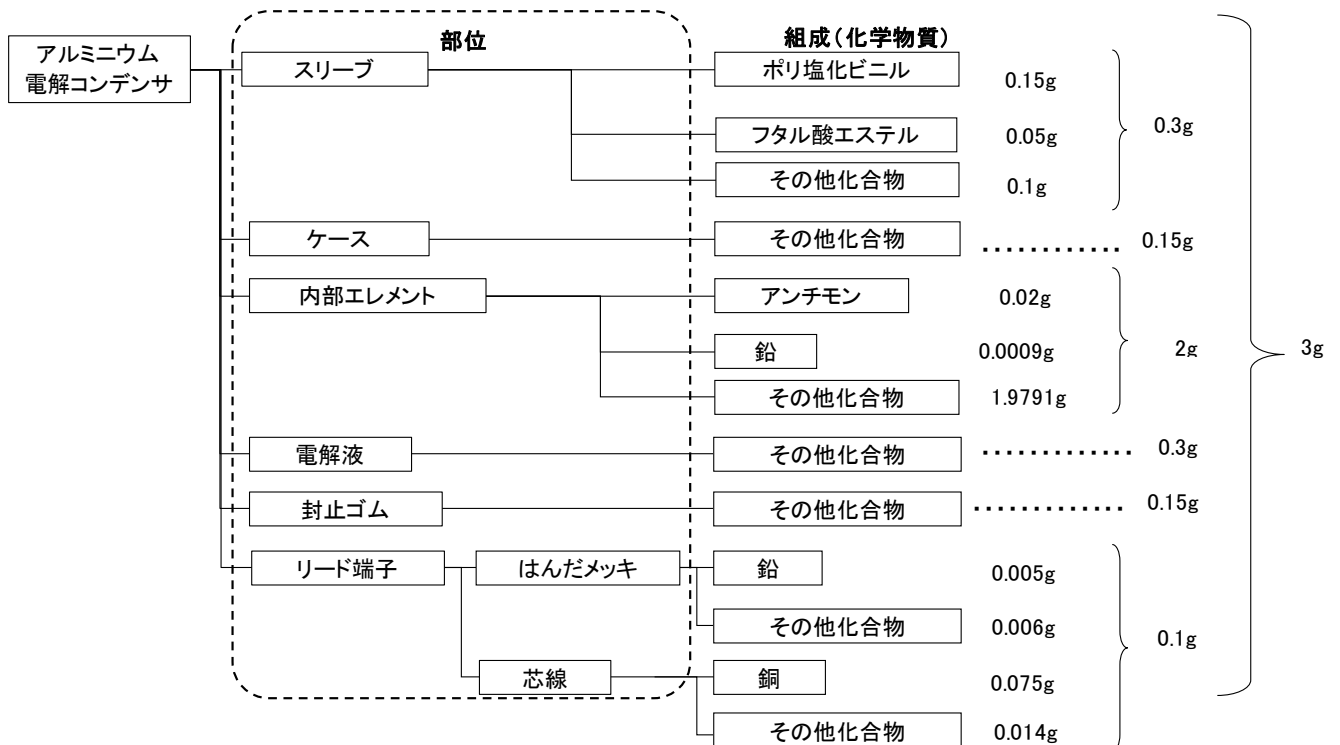 部位
組成(化学物質)
アルミニウム
電解コンデンサ
スリーブ
ポリ塩化ビニル
0.15g
フタル酸エステル
0.05g
0.3g
その他化合物
0.1g
ケース
その他化合物
............
0.15g
内部エレメント
アンチモン
0.02g
鉛
0.0009g
2g
3g
その他化合物
1.9791g
電解液
その他化合物
.............
0.3g
封止ゴム
その他化合物
.............
0.15g
リード端子
はんだメッキ
鉛
0.005g
その他化合物
0.006g
0.1g
芯線
銅
0.075g
その他化合物
0.014g